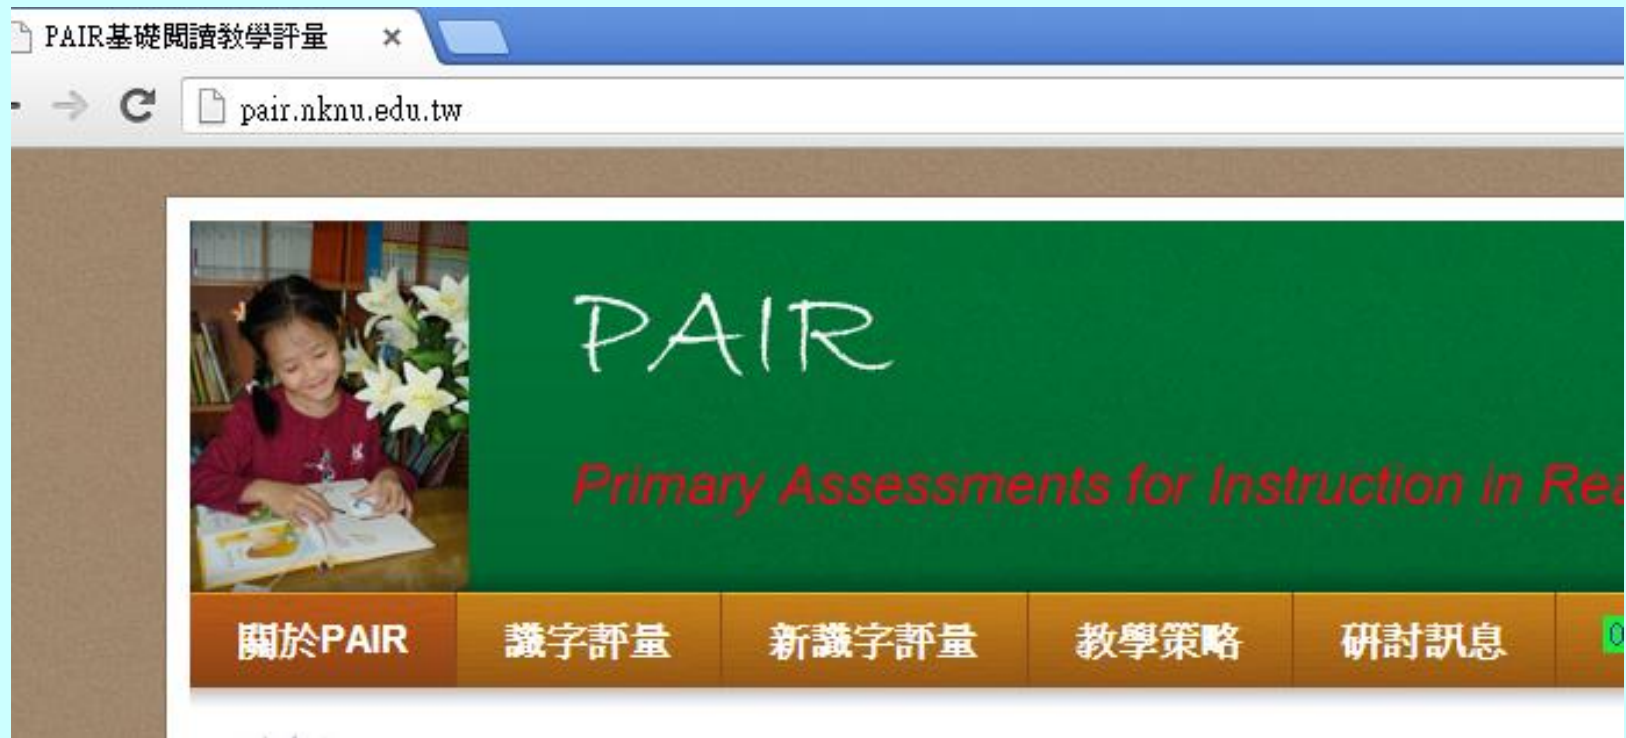 PAIR基礎閱讀教學評量
pair.nknu.edu.tw
PAIR
Primary Assessments for Instruction in
關於PAIR 識字評量 新識字評量 教學策略 研討訊息